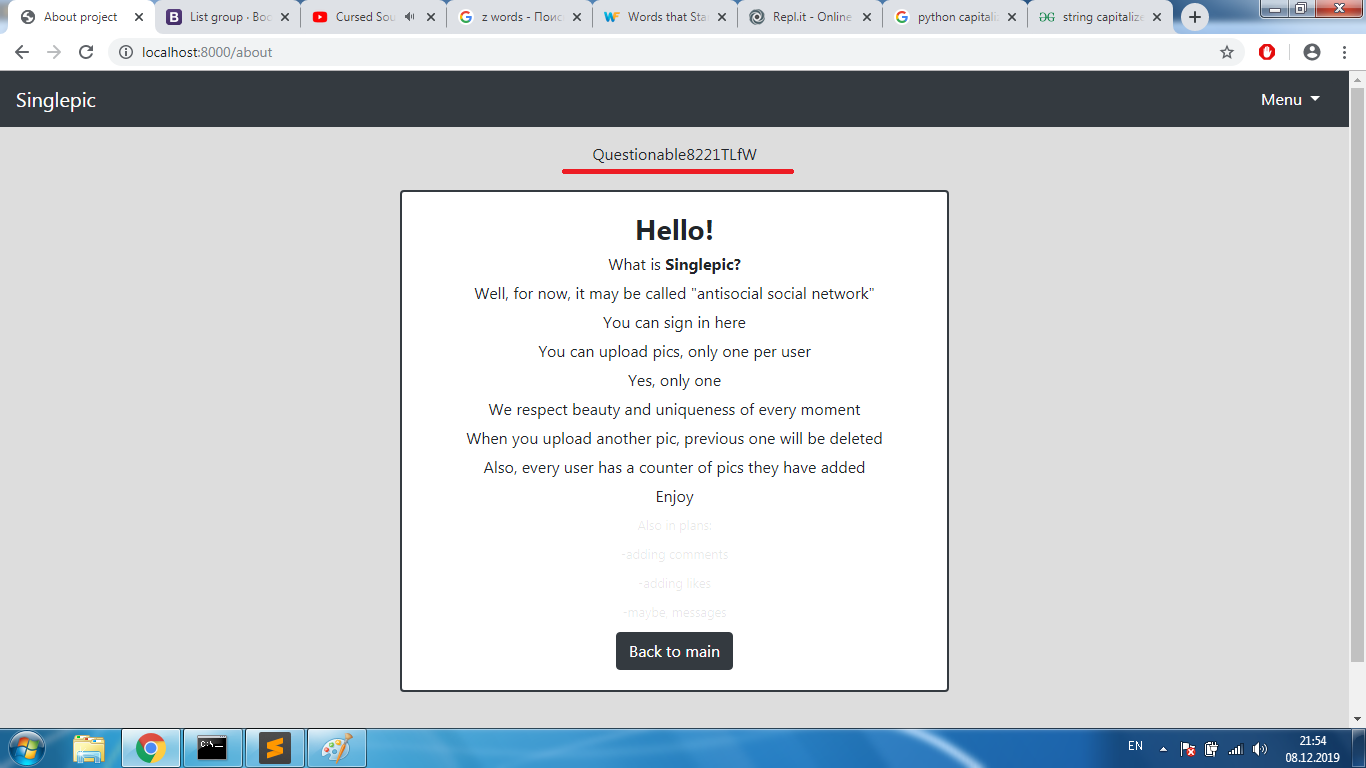 About project
List group · Boo
Cursed Sou
z words - Поис
Words that Sta
Repl.it - Online
python capitali
string capitalize
localhost:8000/about
Singlepic
Menu
Questionable8221TLfW
Hello!
What is Singlepic?
Well, for now, it may be called "antisocial social network"
You can sign in here
You can upload pics, only one per user
Yes, only one
We respect beauty and uniqueness of every moment
When you upload another pic, previous one will be deleted
Also, every user has a counter of pics they have added
Enjoy
Also in plans:
-adding comments
-adding likes
-maybe, messages
Back to main
EN
21:54
08.12.2019